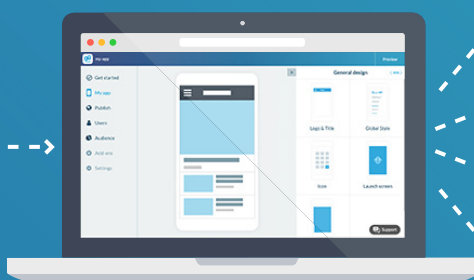 My app
Preview
Get started
My app
Publish
Users
Audience
Add-ons
Settings
General design
Logo & Title
Global Style
Icon
Launch screen
Support